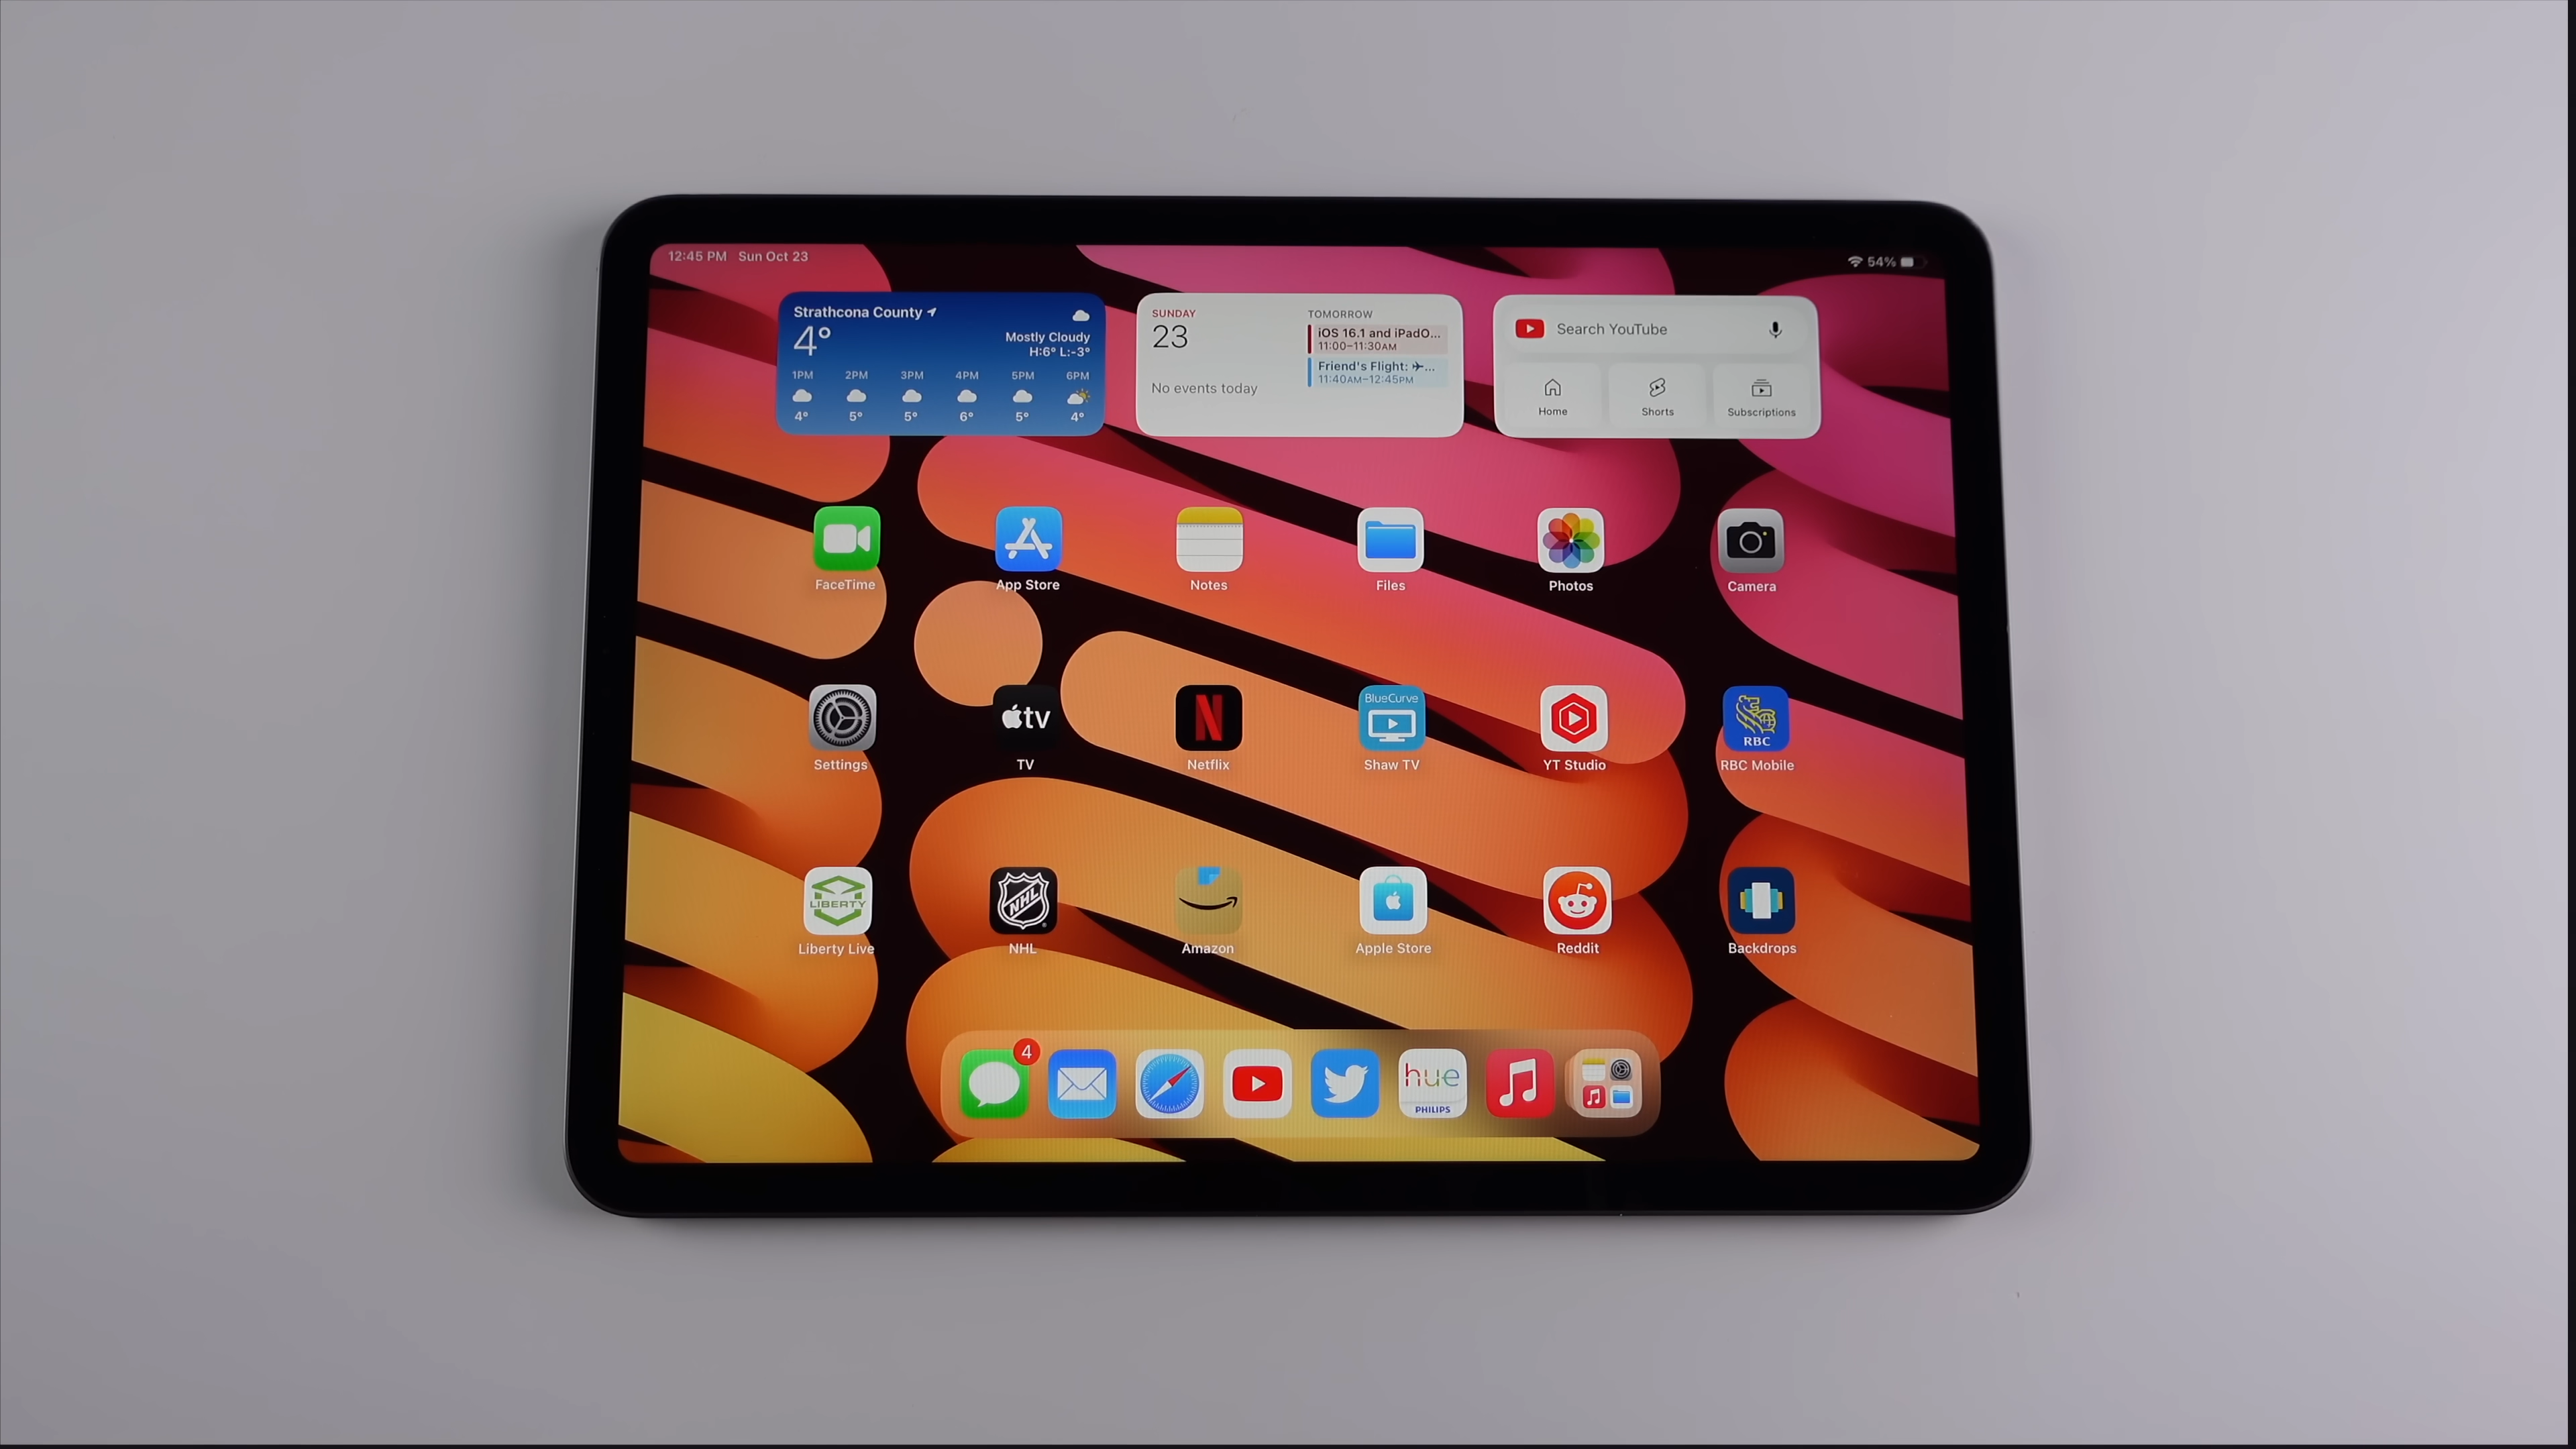 12:45 PM Sun Oct 23
54%
Strathcona County
4°
Mostly Cloudy
H:6° L:-3°
1PM 2PM 3PM 4PM 5PM 6PM
4° 5° 5° 6° 5° 4°
SUNDAY
23
No events today
TOMORROW
iOS 16.1 and iPadO...
11:00–11:30AM
Friend's Flight: ✈...
11:40AM–12:45PM
Search YouTube
Home Shorts Subscriptions
FaceTime App Store Notes Files Photos Camera
tv
N
BlueCurve
RBC
Settings TV Netflix Shaw TV YT Studio RBC Mobile
LIBERTY
NHL
Liberty Live NHL Amazon Apple Store Reddit Backdrops
4
hue
PHILIPS